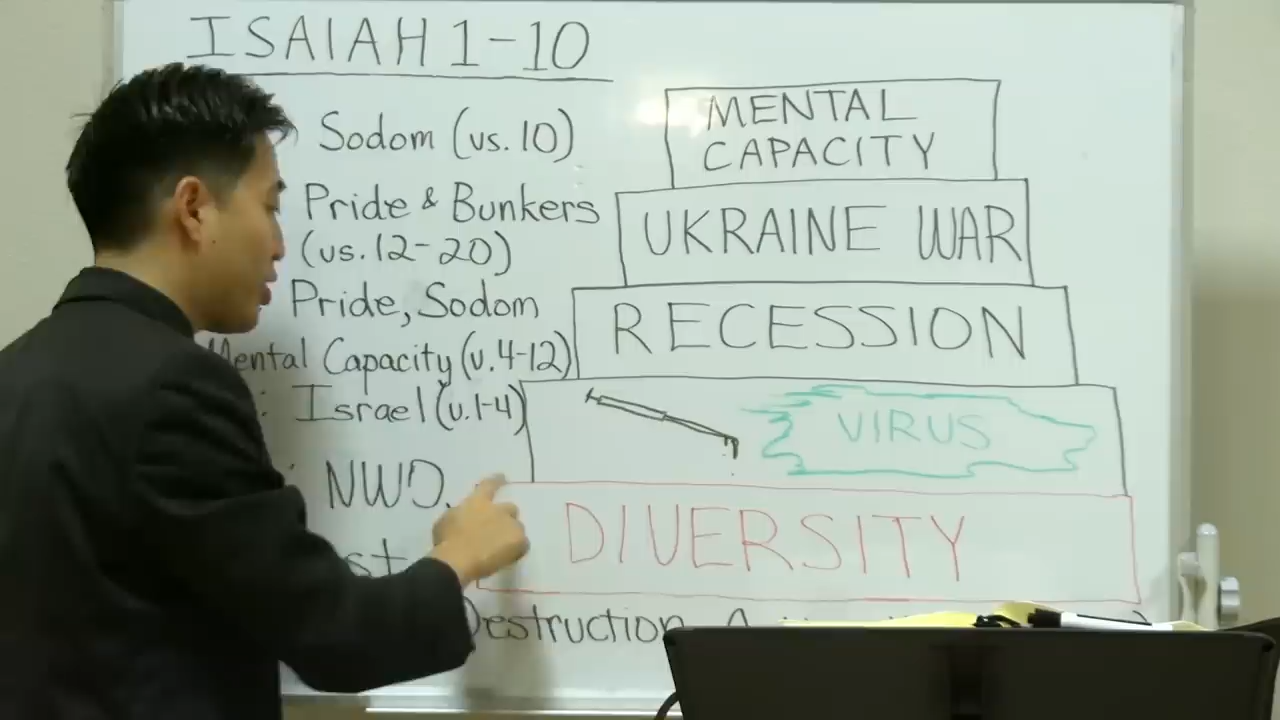 ISAIAH 1-10
Sodom (vs. 10)
Pride & Bunkers
(vs. 12-20)
Pride, Sodom
Mental Capacity (v. 4-12)
: Israel (v. 1-4)
: NWO
Destruction
MENTAL
CAPACITY
UKRAINE WAR
RECESSION
VIRUS
DIVERSITY